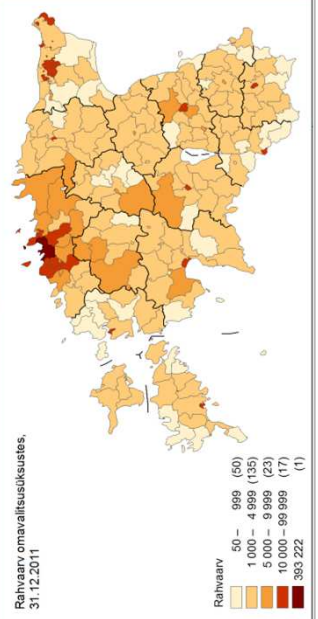 Rahvaarv omavalitsusüksustes,
31.12.2011
Rahvaarv
50 – 999 (50)
1 000 – 4 999 (135)
5 000 – 9 999 (23)
10 000 – 99 999 (17)
393 222 (1)